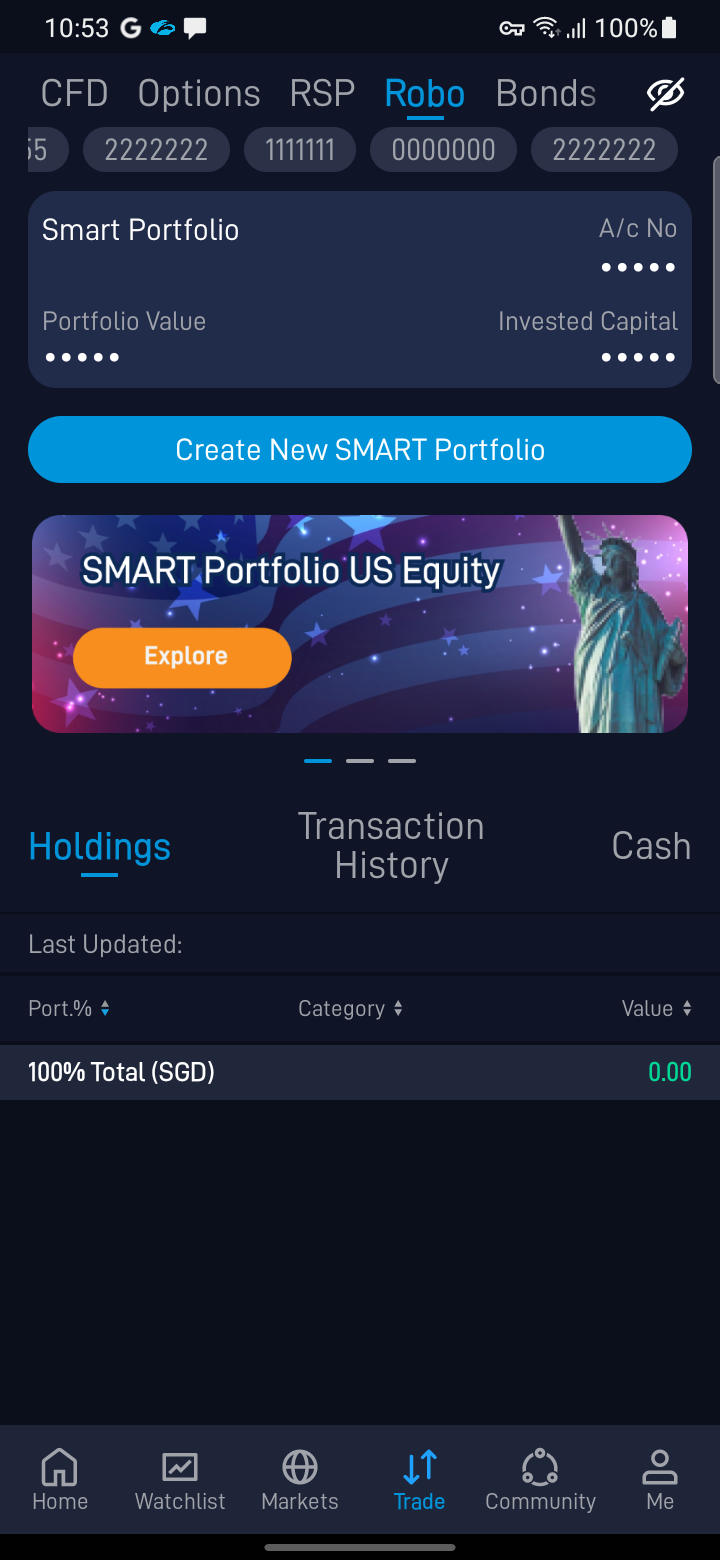 10:53 100%
CFD Options RSP Robo Bonds
55 2222222 1111111 0000000 2222222
Smart Portfolio A/c No
•••••
Portfolio Value Invested Capital
••••• •••••
Create New SMART Portfolio
SMART Portfolio US Equity
Explore
Holdings Transaction History Cash
Last Updated:
Port.% Category Value
100% Total (SGD) 0.00
Home Watchlist Markets Trade Community Me